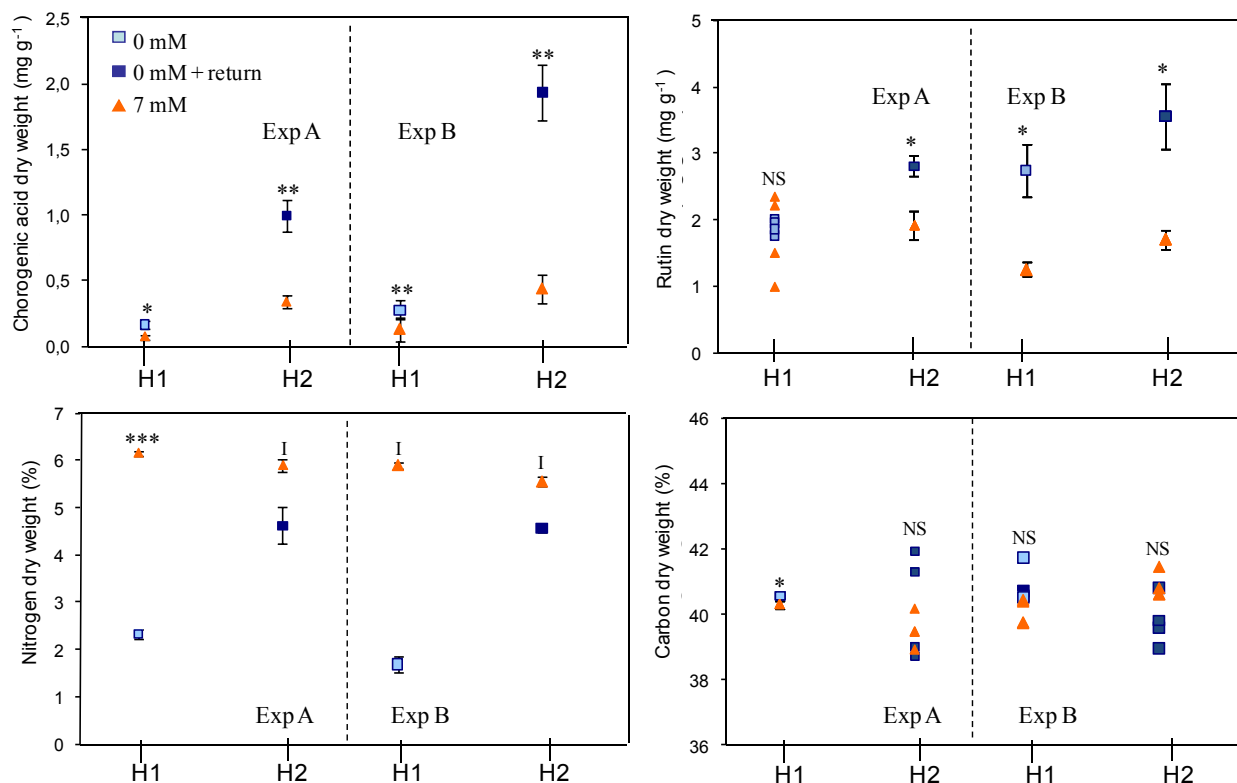 Chorogenic acid dry weight (mg g-1)
2,5
2,0
1,5
1,0
0,5
0,0
0 mM
0 mM + return
7 mM
Exp A
Exp B
*
**
**
**
H1
H2
H1
H2
Rutin dry weight (mg g-1)
5
4
3
2
1
0
Exp A
Exp B
NS
*
*
*
H1
H2
H1
H2
Nitrogen dry weight (%)
7
6
5
4
3
2
1
0
***
I
I
I
Exp A
Exp B
H1
H2
H1
H2
Carbon dry weight (%)
46
44
42
40
38
36
*
NS
NS
NS
Exp A
Exp B
H1
H2
H1
H2